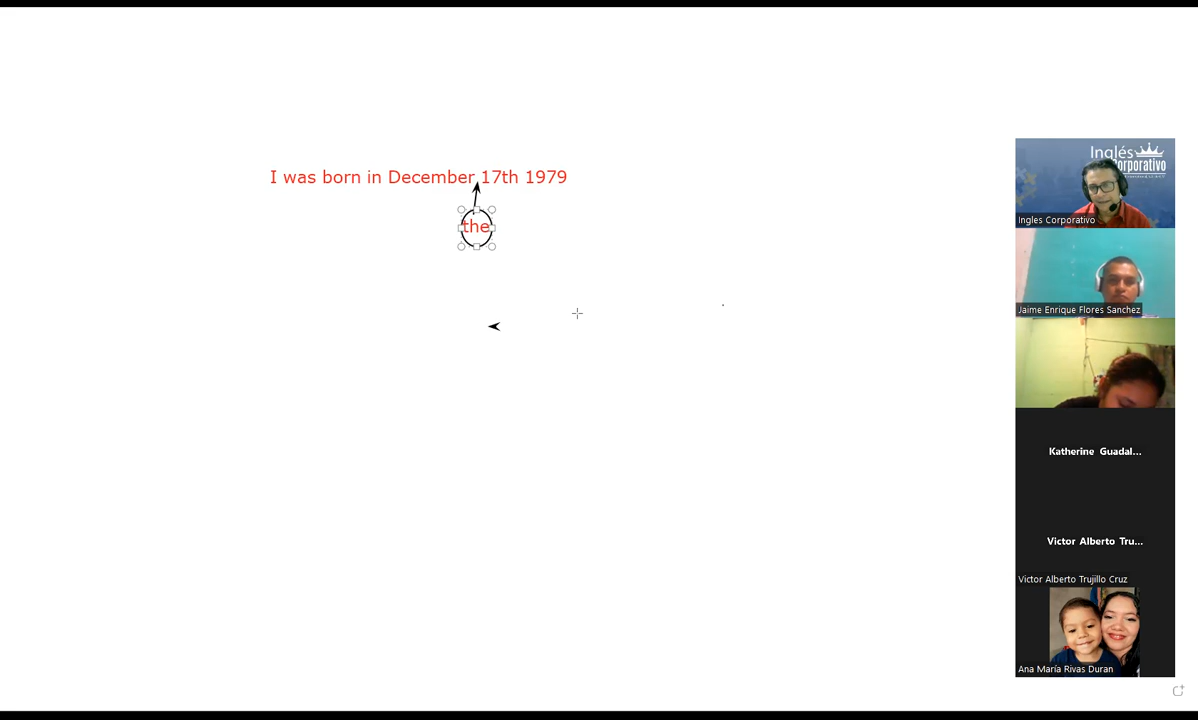 I was born in December 17th 1979
the
Inglés
Corporativo
Ingles Corporativo
Jaime Enrique Flores Sanchez
Katherine Guadal...
Victor Alberto Tru...
Victor Alberto Trujillo Cruz
Ana María Rivas Duran